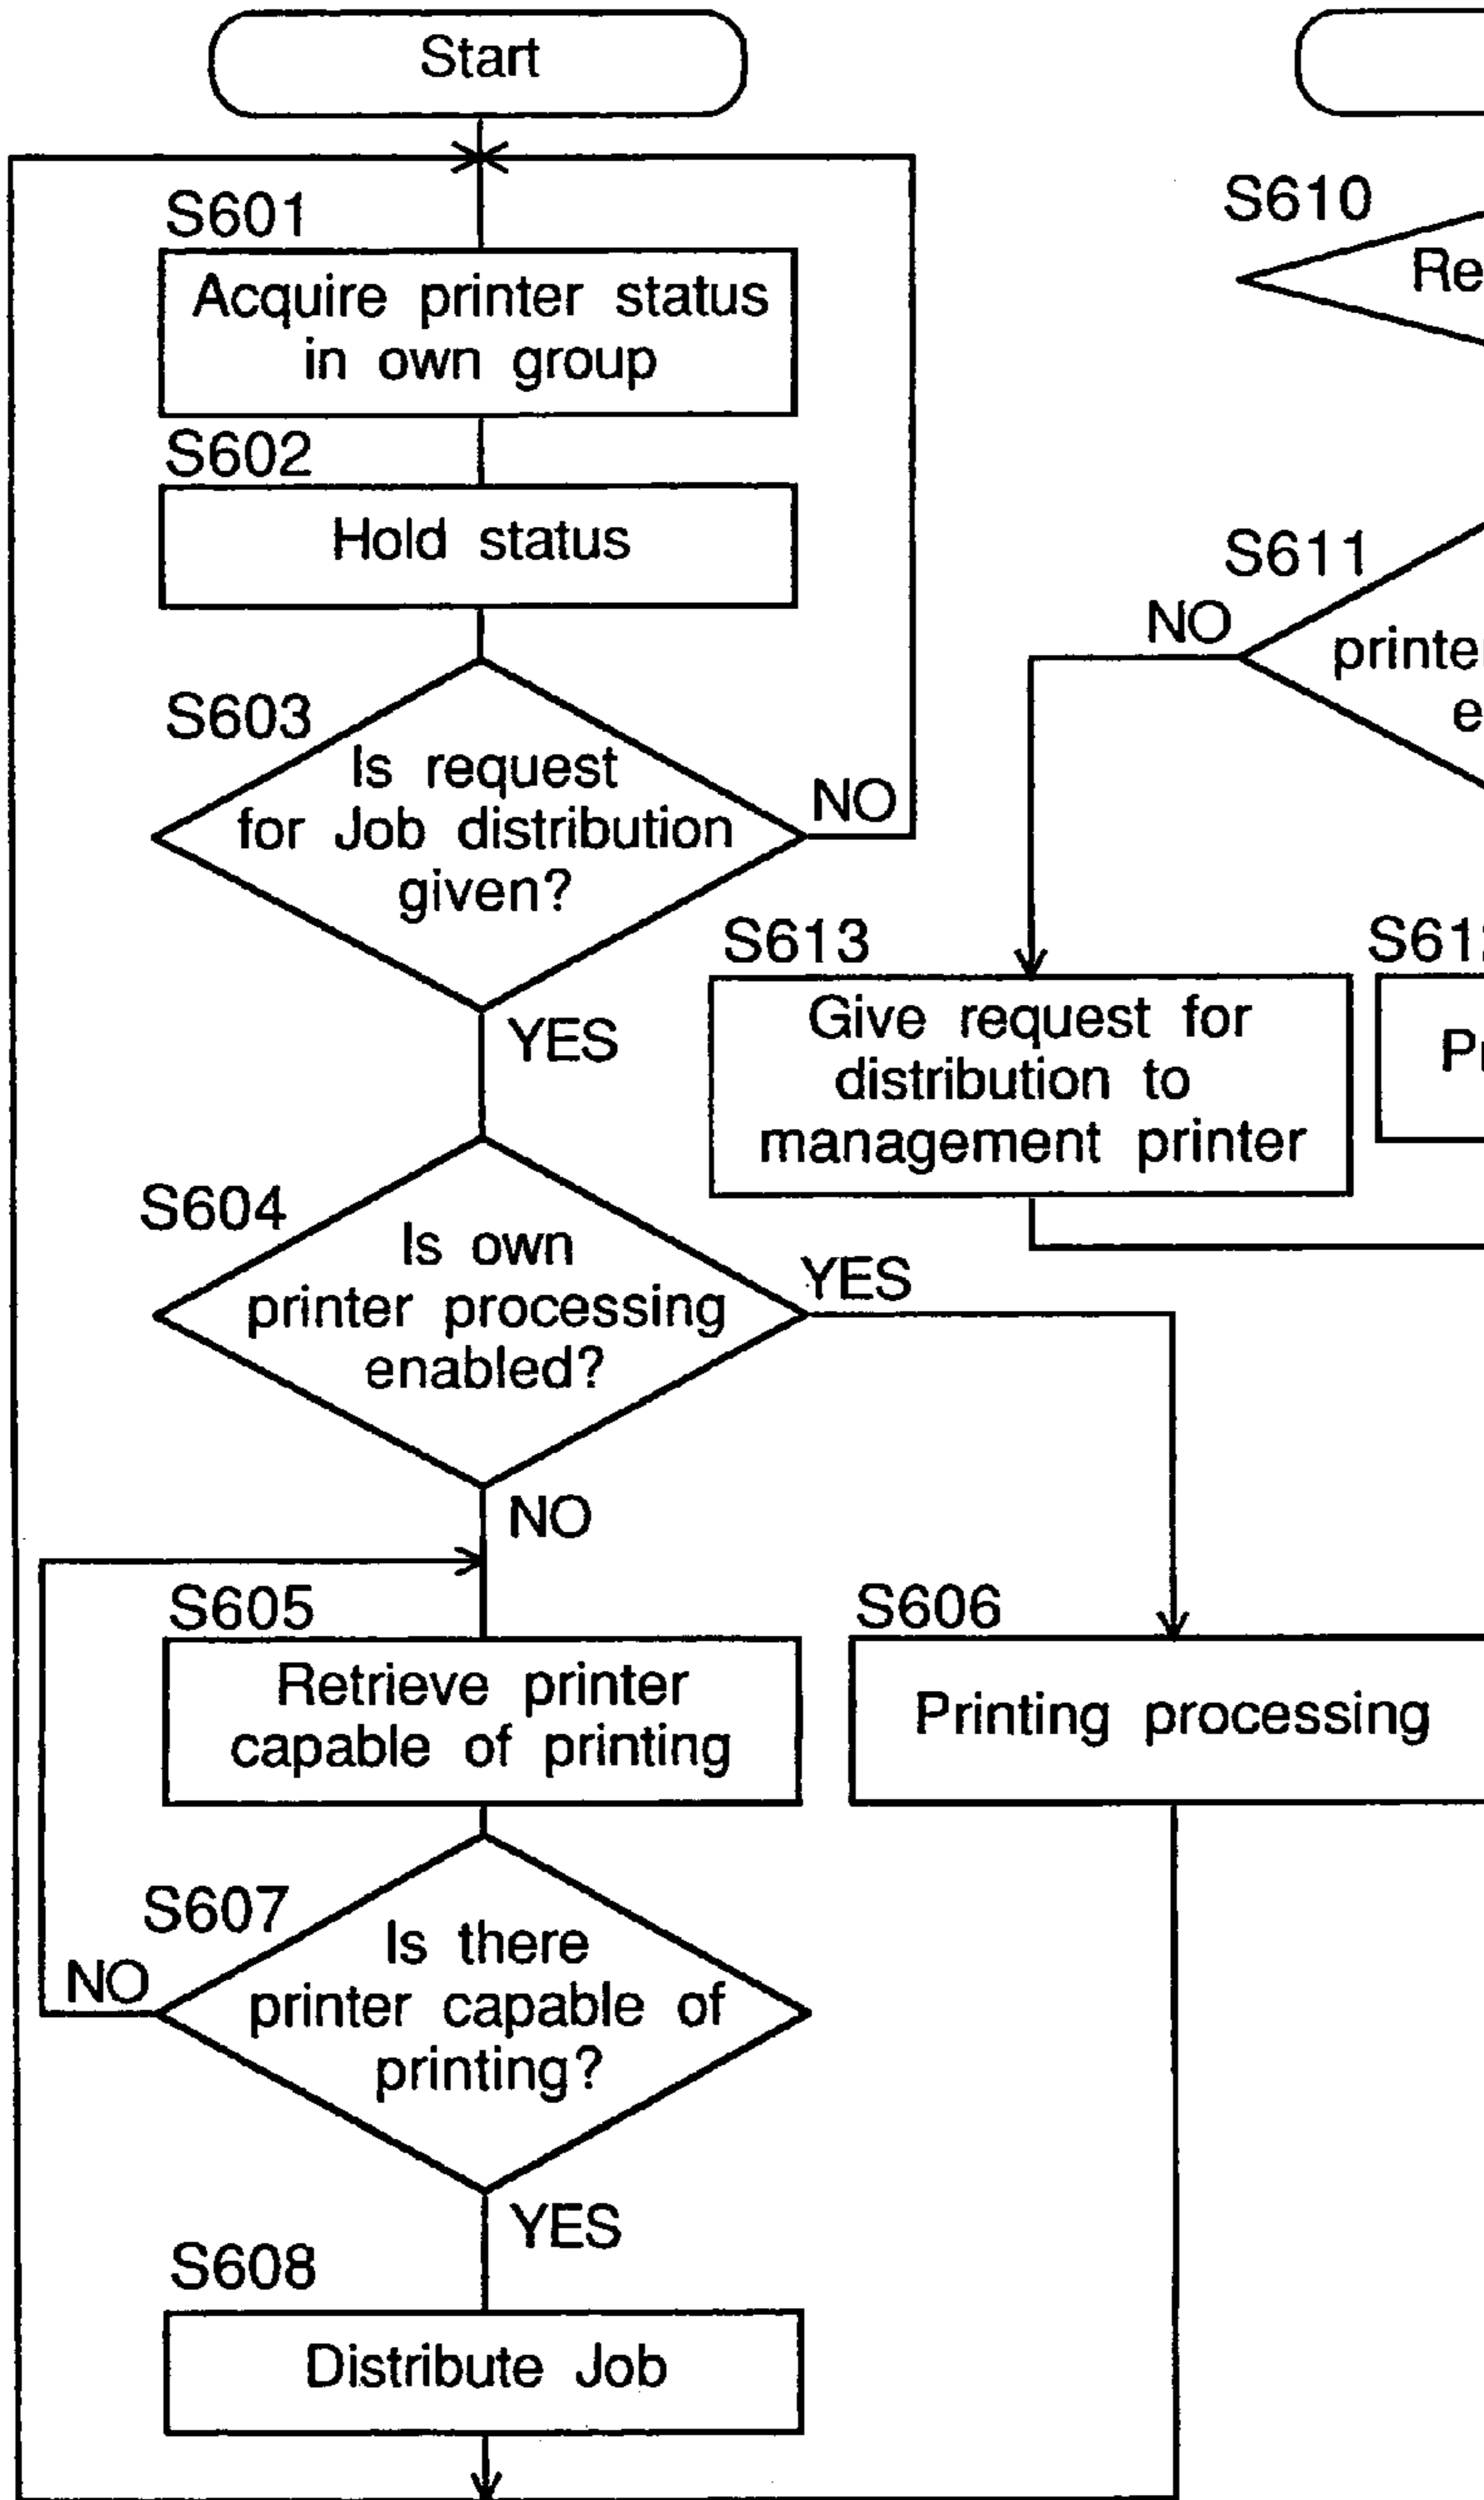 Start
S601
Acquire printer status
in own group
S602
Hold status
S603
Is request
for Job distribution
given?
NO
YES
S604
Is own
printer processing
enabled?
YES
NO
S605
Retrieve printer
capable of printing
S606
Printing processing
S607
Is there
printer capable of
printing?
NO
YES
S608
Distribute Job
S610
S611
NO
S613
Give request for
distribution to
management printer